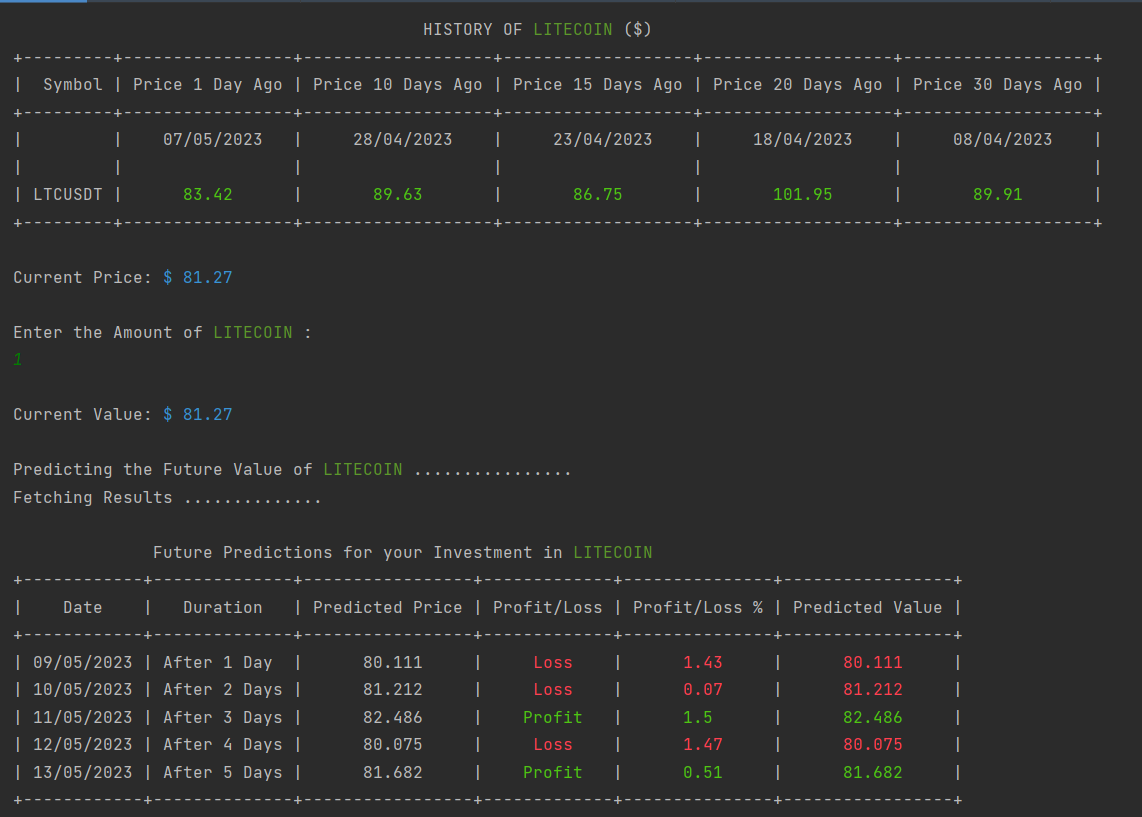 HISTORY OF LITECOIN ($)
+---------+-----------------+-------------------+-------------------+-------------------+-------------------+
|  Symbol | Price 1 Day Ago | Price 10 Days Ago | Price 15 Days Ago | Price 20 Days Ago | Price 30 Days Ago |
+---------+-----------------+-------------------+-------------------+-------------------+-------------------+
|         |    07/05/2023   |     28/04/2023    |     23/04/2023    |     18/04/2023    |     08/04/2023    |
|         |                 |                   |                   |                   |                   |
| LTCUSDT |      83.42      |       89.63       |       86.75       |       101.95      |       89.91       |
+---------+-----------------+-------------------+-------------------+-------------------+-------------------+
Current Price: $ 81.27
Enter the Amount of LITECOIN :
1
Current Value: $ 81.27
Predicting the Future Value of LITECOIN ................
Fetching Results ..............
Future Predictions for your Investment in LITECOIN
+------------+--------------+-----------------+-------------+---------------+-----------------+
|    Date    |   Duration   | Predicted Price | Profit/Loss | Profit/Loss % | Predicted Value |
+------------+--------------+-----------------+-------------+---------------+-----------------+
| 09/05/2023 | After 1 Day  |     80.111      |     Loss    |      1.43     |      80.111     |
| 10/05/2023 | After 2 Days |     81.212      |     Loss    |      0.07     |      81.212     |
| 11/05/2023 | After 3 Days |     82.486      |    Profit   |      1.5      |      82.486     |
| 12/05/2023 | After 4 Days |     80.075      |     Loss    |      1.47     |      80.075     |
| 13/05/2023 | After 5 Days |     81.682      |    Profit   |      0.51     |      81.682     |
+------------+--------------+-----------------+-------------+---------------+-----------------+